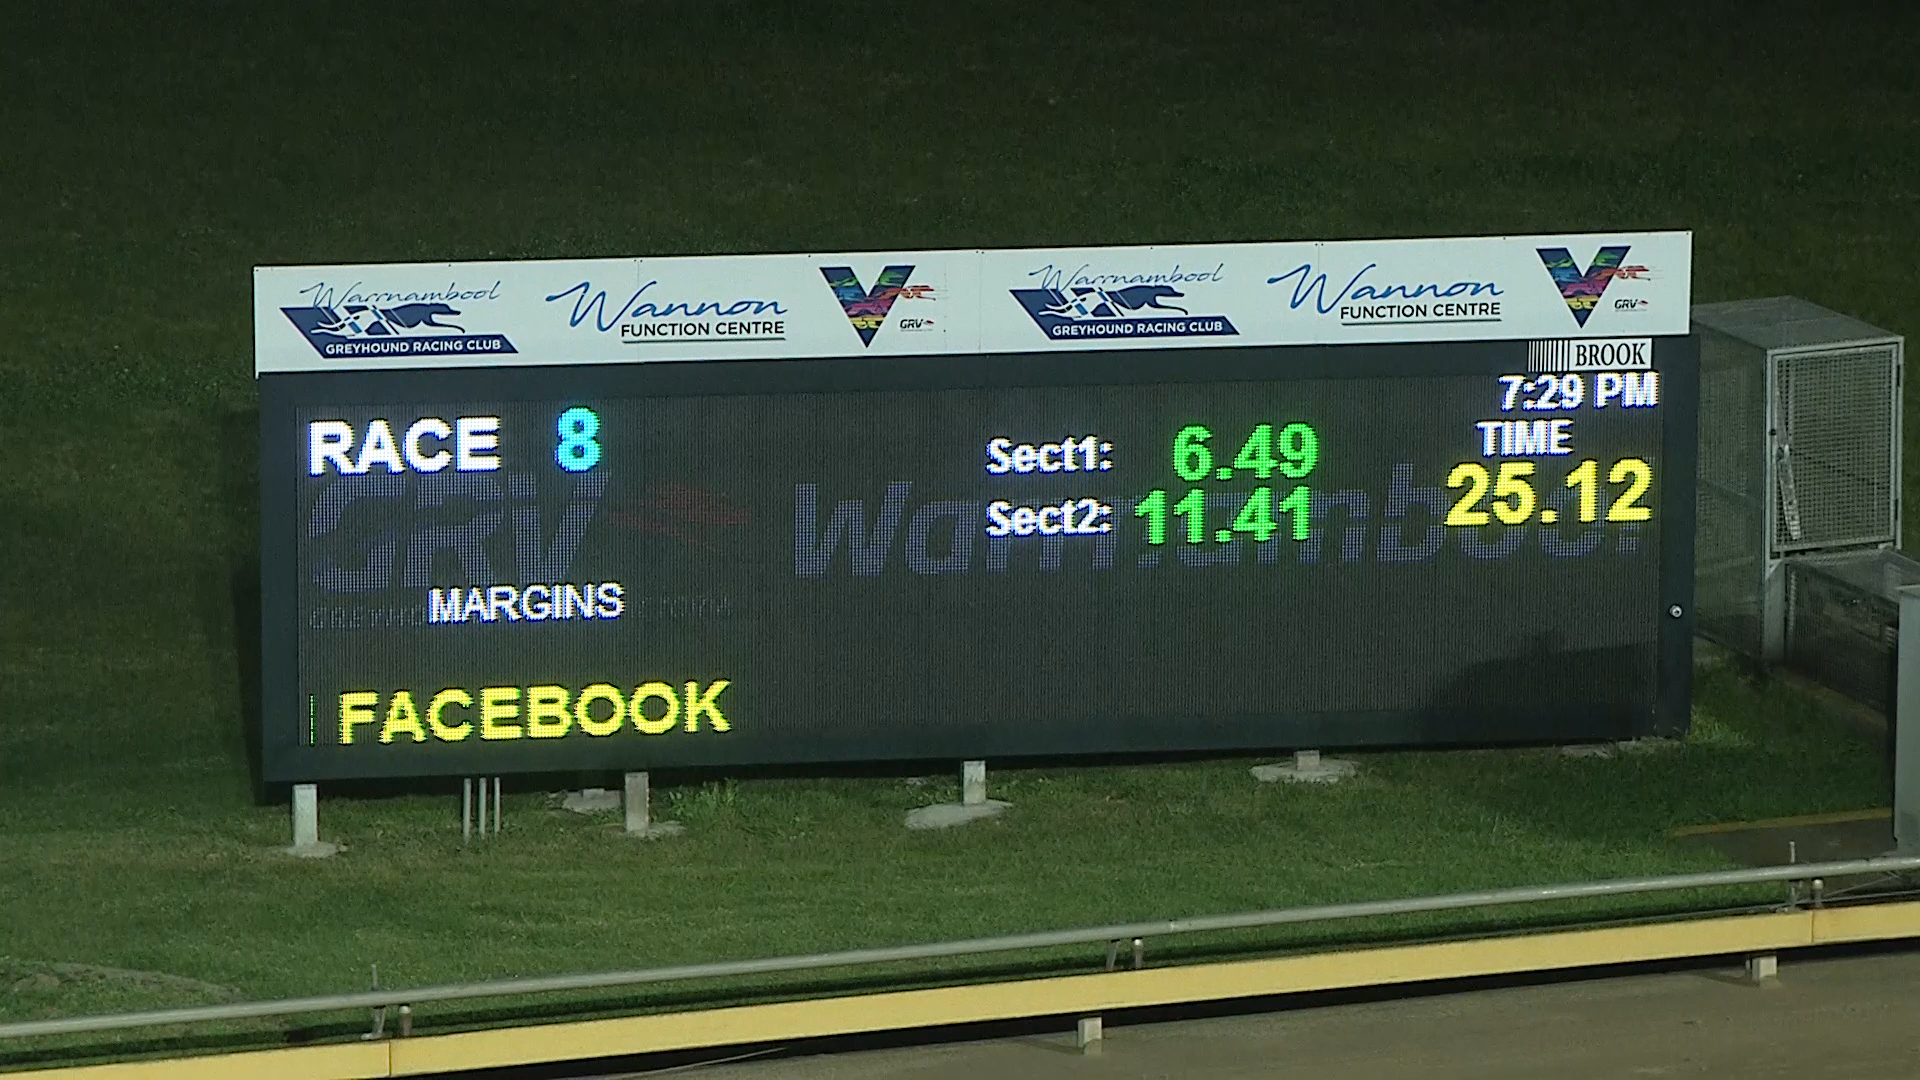 Warrnambool
GREYHOUND RACING CLUB
Wannon
FUNCTION CENTRE
V
GRV
Warrnambool
GREYHOUND RACING CLUB
Wannon
FUNCTION CENTRE
V
GRV
BROOK
7:29 PM
RACE 8
Sect1: 6.49
TIME
Sect2: 11.41
25.12
GRV Warrnambool
MARGINS
FACEBOOK